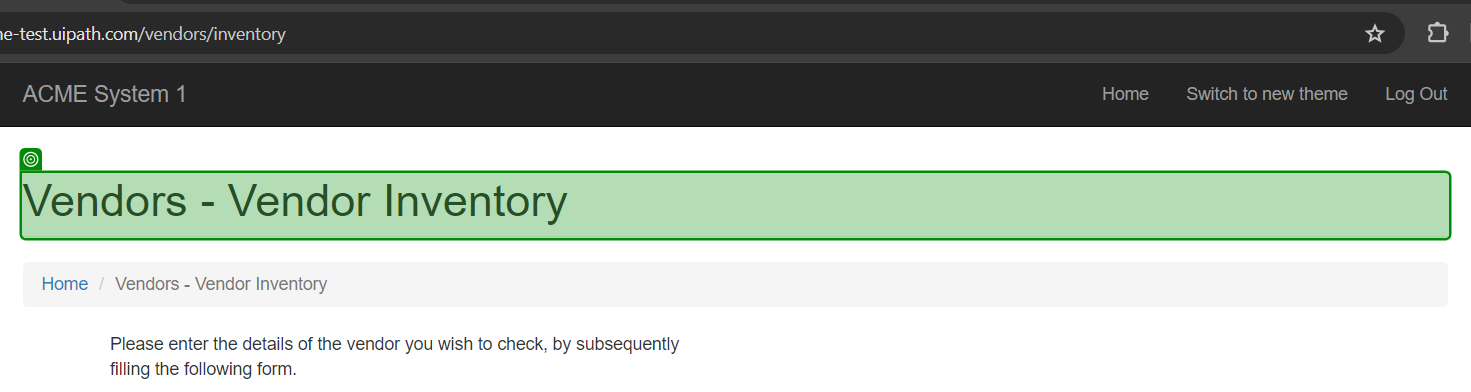 ne-test.uipath.com/vendors/inventory
ACME System 1 Home Switch to new theme Log Out
Vendors - Vendor Inventory
Home / Vendors - Vendor Inventory
Please enter the details of the vendor you wish to check, by subsequently
filling the following form.